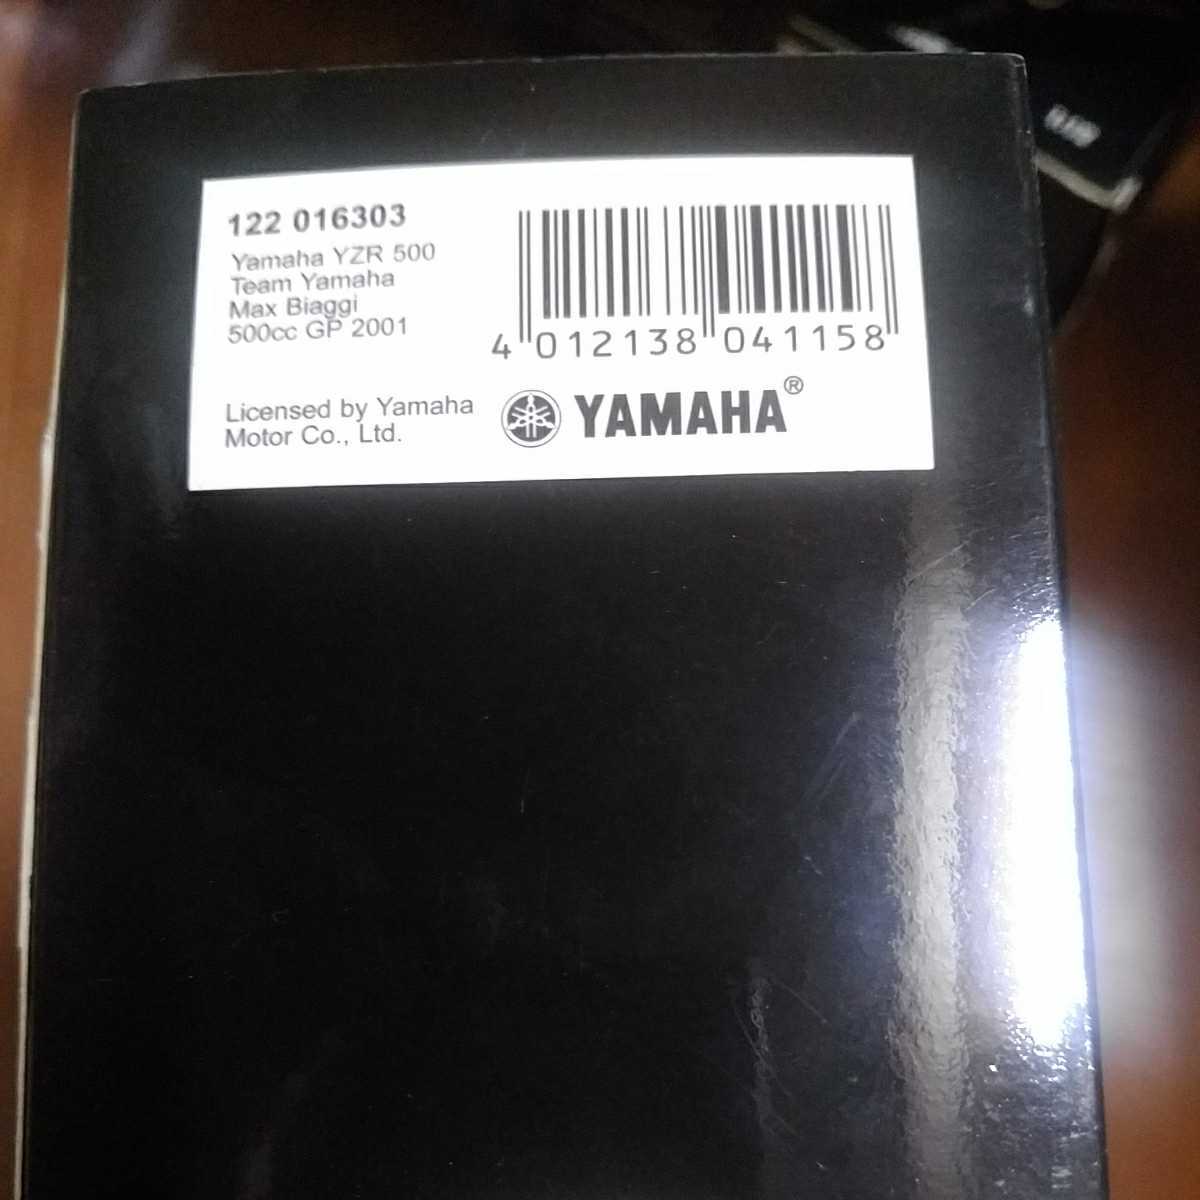 122 016303
Yamaha YZR 500
Team Yamaha
Max Biaggi
500cc GP 2001
4 012138 041158
Licensed by Yamaha
Motor Co., Ltd.
YAMAHA®